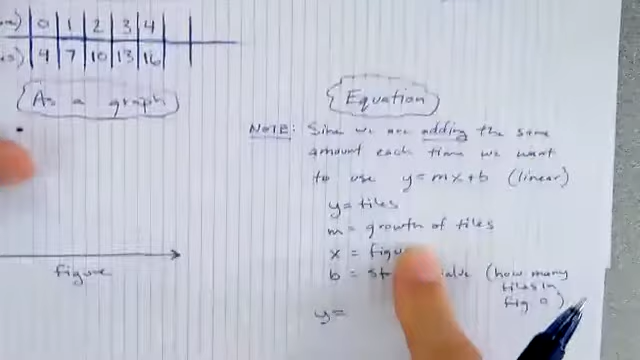 0 1 2 3 4
4 7 10 13 16
As a graph
figure
Equation
NOTE: Since we are adding the same
amount each time we want
to use y = mx + b (linear)
y = tiles
m = growth of tiles
x =
b = (how many
tiles in
fig 0)
y =